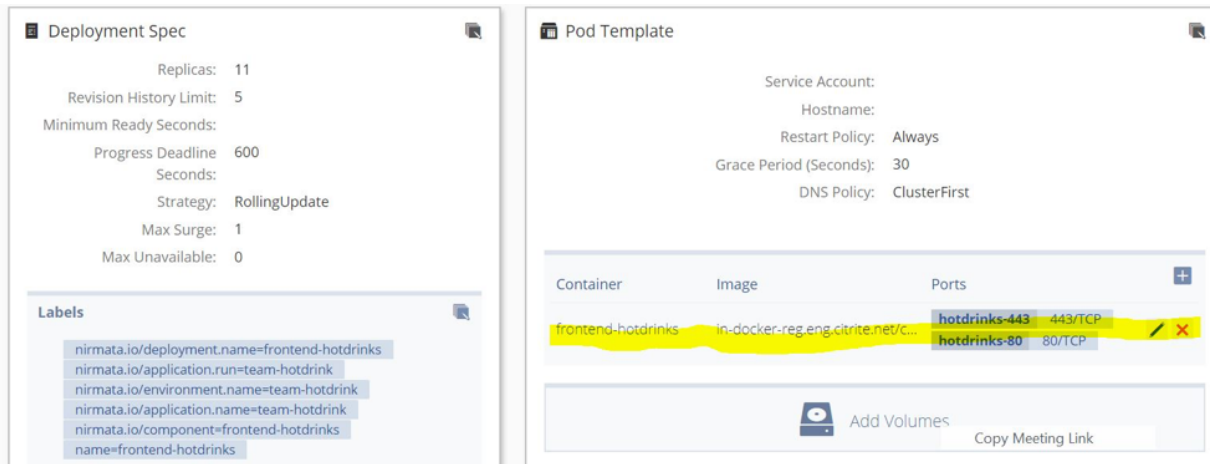 Deployment Spec
Replicas: 11
Revision History Limit: 5
Minimum Ready Seconds:
Progress Deadline 600
Seconds:
Strategy: RollingUpdate
Max Surge: 1
Max Unavailable: 0
Labels
nirmata.io/deployment.name=frontend-hotdrinks
nirmata.io/application.run=team-hotdrink
nirmata.io/environment.name=team-hotdrink
nirmata.io/application.name=team-hotdrink
nirmata.io/component=frontend-hotdrinks
name=frontend-hotdrinks
Pod Template
Service Account:
Hostname:
Restart Policy: Always
Grace Period (Seconds): 30
DNS Policy: ClusterFirst
Container Image Ports
frontend-hotdrinks in-docker-reg.eng.citrite.net/c... hotdrinks-443 443/TCP
hotdrinks-80 80/TCP
Add Volumes
Copy Meeting Link